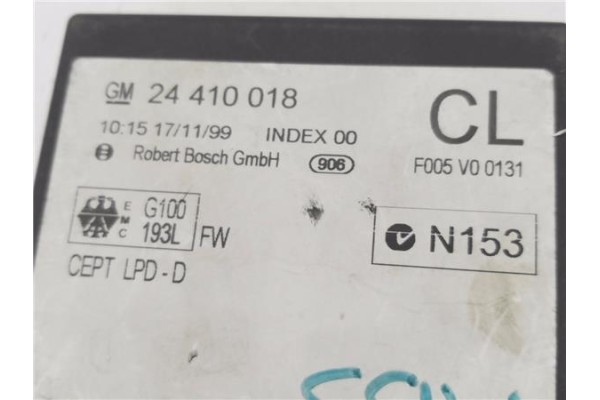 GM 24 410 018 CL
10:15 17/11/99 INDEX 00
Robert Bosch GmbH 906 F005 V0 0131
E M C G100 193L FW
N153
CEPT LPD - D